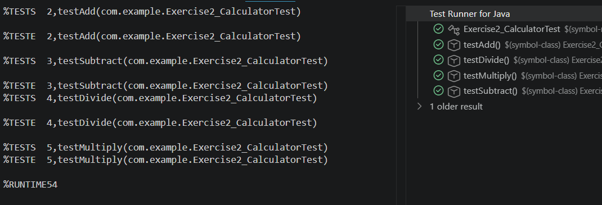 %TESTS  2,testAdd(com.example.Exercise2_CalculatorTest)
%TESTE  2,testAdd(com.example.Exercise2_CalculatorTest)
%TESTS  3,testSubtract(com.example.Exercise2_CalculatorTest)
%TESTE  3,testSubtract(com.example.Exercise2_CalculatorTest)
%TESTS  4,testDivide(com.example.Exercise2_CalculatorTest)
%TESTE  4,testDivide(com.example.Exercise2_CalculatorTest)
%TESTS  5,testMultiply(com.example.Exercise2_CalculatorTest)
%TESTE  5,testMultiply(com.example.Exercise2_CalculatorTest)
%RUNTIME54
Test Runner for Java
Exercise2_CalculatorTest $(symbol-
testAdd() $(symbol-class) Exercise2_C
testDivide() $(symbol-class) Exercise2
testMultiply() $(symbol-class) Exercise
testSubtract() $(symbol-class) Exercis
1 older result